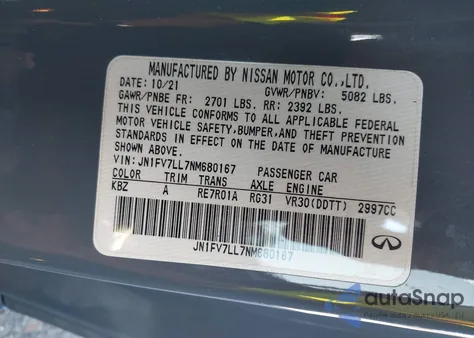 MANUFACTURED BY NISSAN MOTOR CO.,LTD.
DATE: 10/21 GVWR/PNBV: 5082 LBS.
GAWR/PNBE FR: 2701 LBS. RR: 2392 LBS.
THIS VEHICLE CONFORMS TO ALL APPLICABLE FEDERAL
MOTOR VEHICLE SAFETY,BUMPER,AND THEFT PREVENTION
STANDARDS IN EFFECT ON THE DATE OF MANUFACTURE
SHOWN ABOVE.
VIN: JN1FV7LL7NM680167 PASSENGER CAR
COLOR TRIM TRANS AXLE ENGINE
KBZ A RE7R01A RG31 VR30(DDTT) 2997CC
JN1FV7LL7NM680167
INFINITI
autoSnap